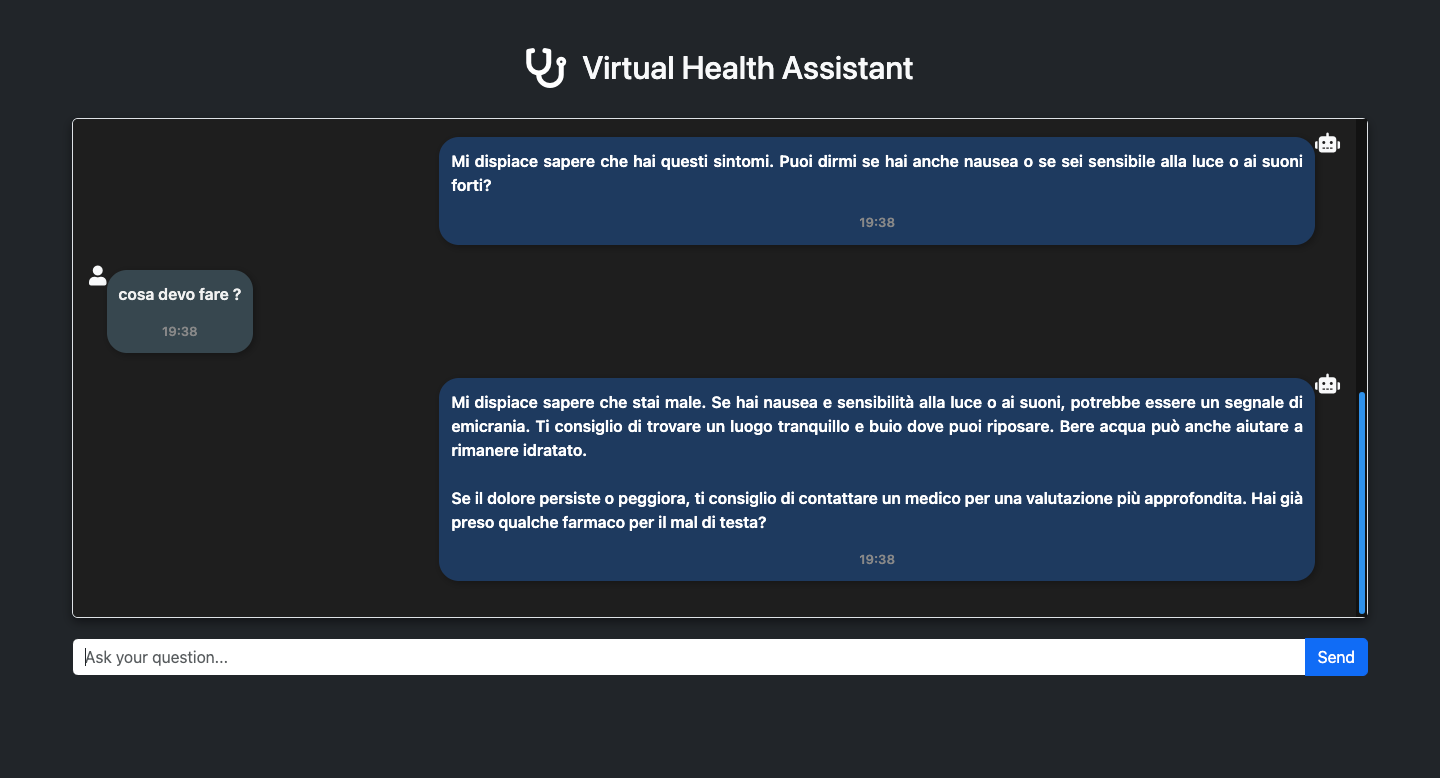 Virtual Health Assistant
Mi dispiace sapere che hai questi sintomi. Puoi dirmi se hai anche nausea o se sei sensibile alla luce o ai suoni
forti?
19:38
cosa devo fare ?
19:38
Mi dispiace sapere che stai male. Se hai nausea e sensibilità alla luce o ai suoni, potrebbe essere un segnale di
emicrania. Ti consiglio di trovare un luogo tranquillo e buio dove puoi riposare. Bere acqua può anche aiutare a
rimanere idratato.
Se il dolore persiste o peggiora, ti consiglio di contattare un medico per una valutazione più approfondita. Hai già
preso qualche farmaco per il mal di testa?
19:38
Ask your question...
Send